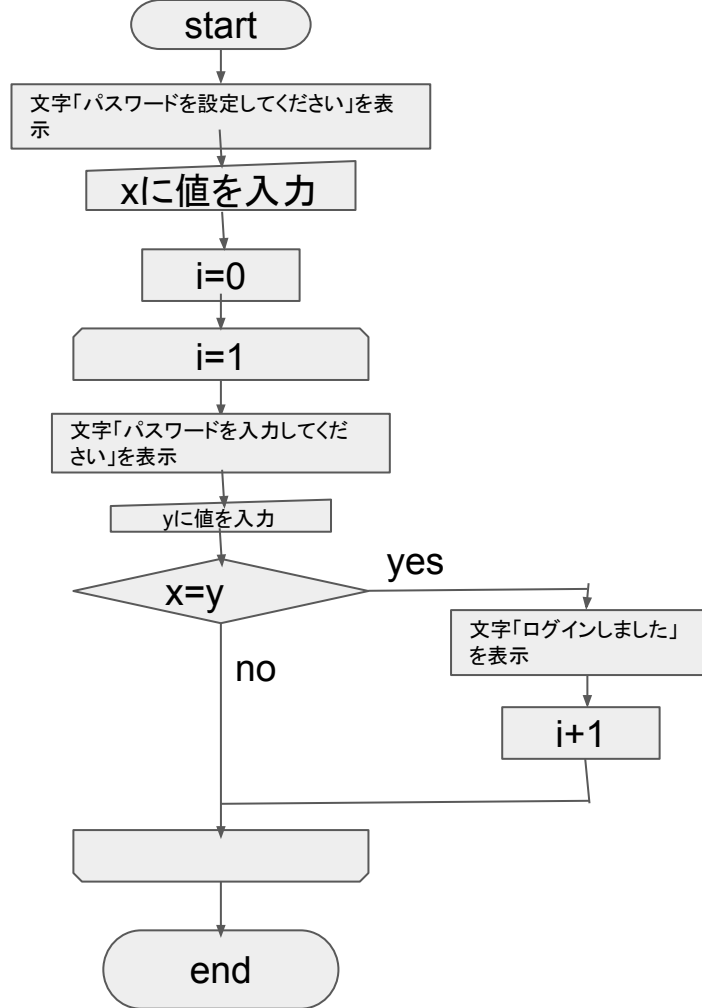 start
文字「パスワードを設定してください」を表
示
xに値を入力
i=0
i=1
文字「パスワードを入力してくだ
さい」を表示
yに値を入力
x=y
yes
文字「ログインしました」
を表示
no
i+1
end